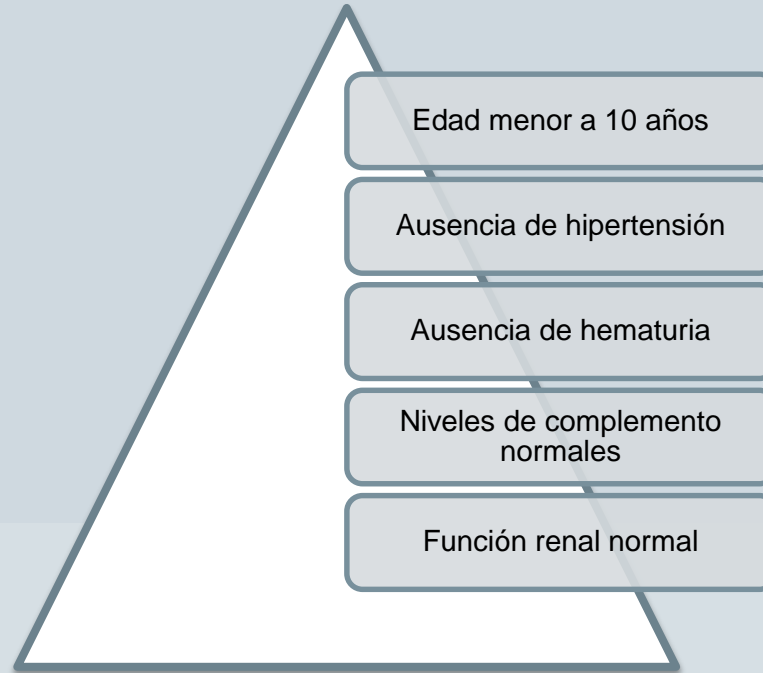 Edad menor a 10 años
Ausencia de hipertensión
Ausencia de hematuria
Niveles de complemento
normales
Función renal normal